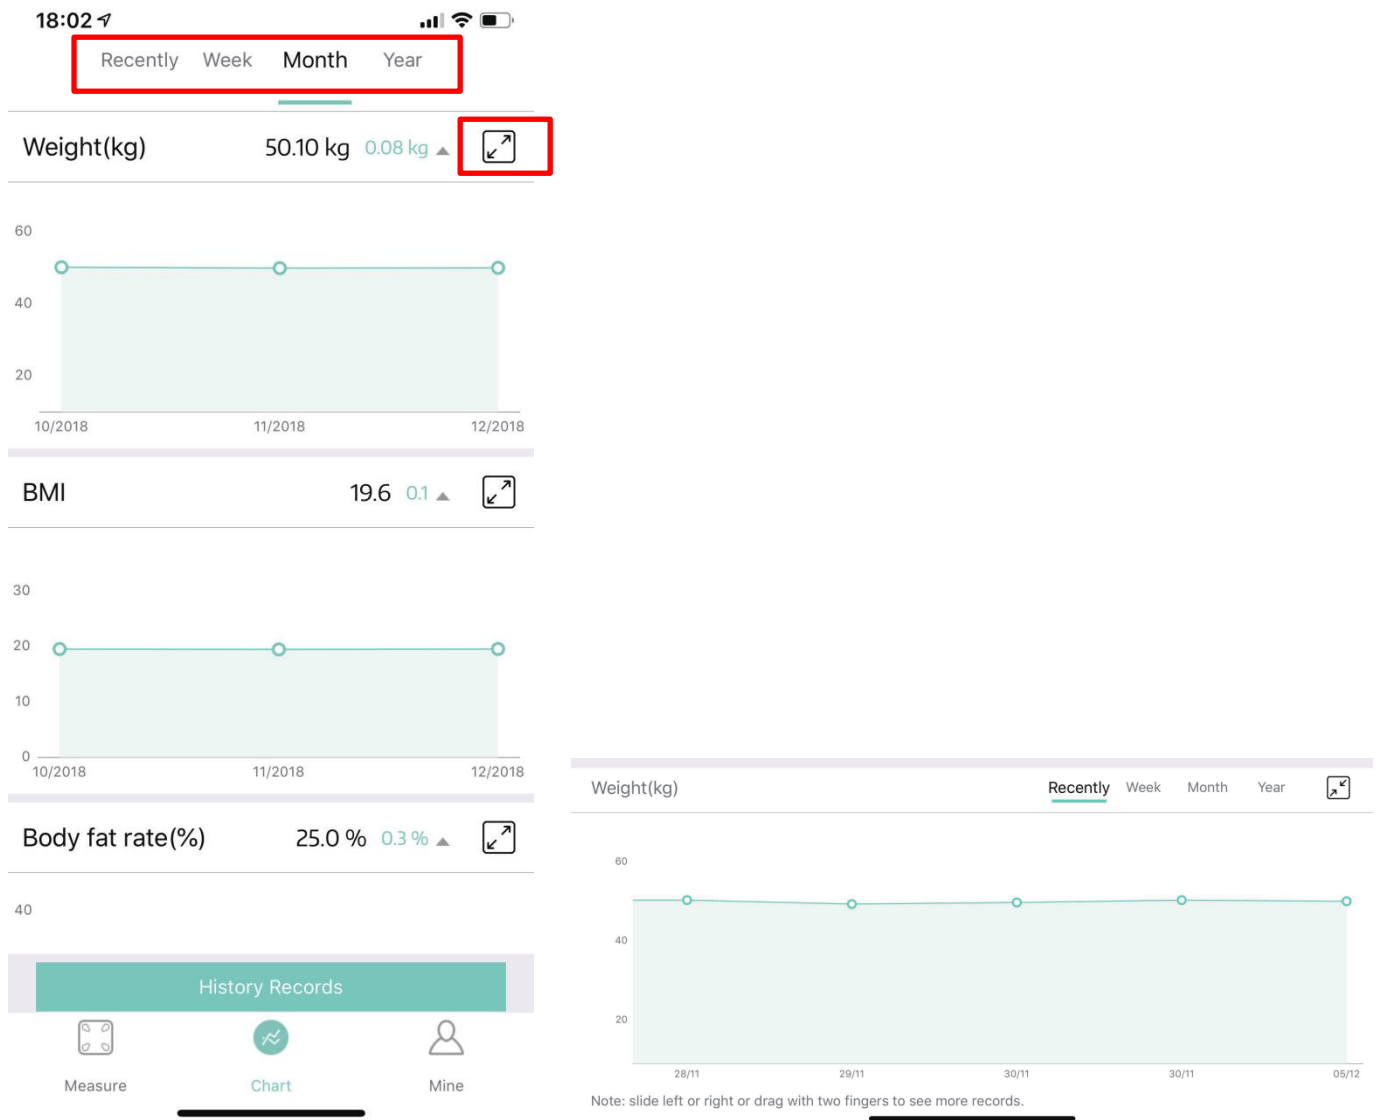 18:02
Recently Week Month Year
Weight(kg) 50.10 kg 0.08 kg
60
40
20
10/2018 11/2018 12/2018
BMI 19.6 0.1
30
20
10
0
10/2018 11/2018 12/2018
Body fat rate(%) 25.0 % 0.3 %
40
History Records
Measure Chart Mine
Weight(kg) Recently Week Month Year
60
40
20
28/11 29/11 30/11 30/11 05/12
Note: slide left or right or drag with two fingers to see more records.